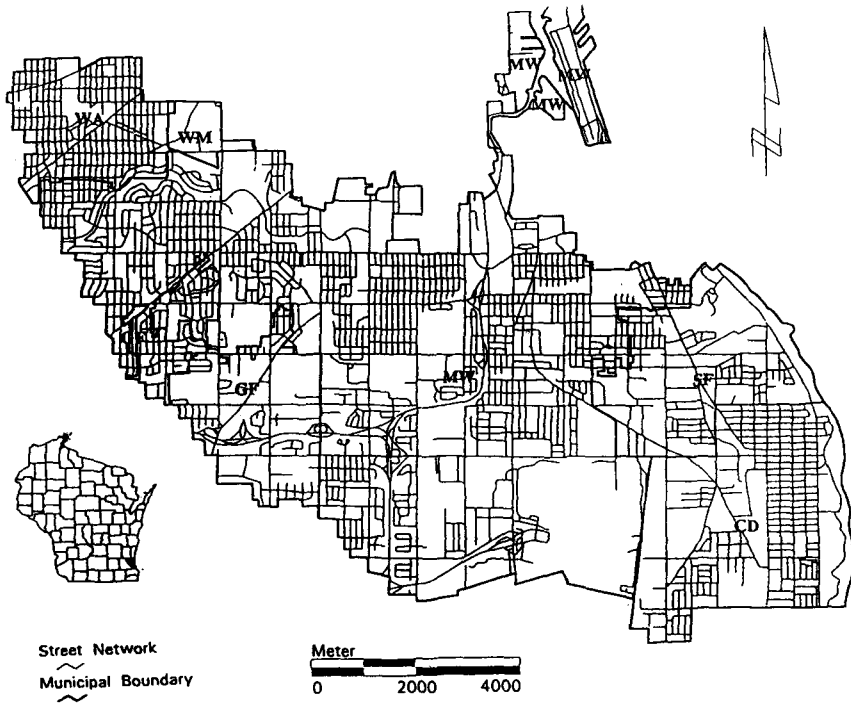 MW
MW
MW
WA
WM
MW
GF
SF
CD
Street Network
Municipal Boundary
Meter
0 2000 4000